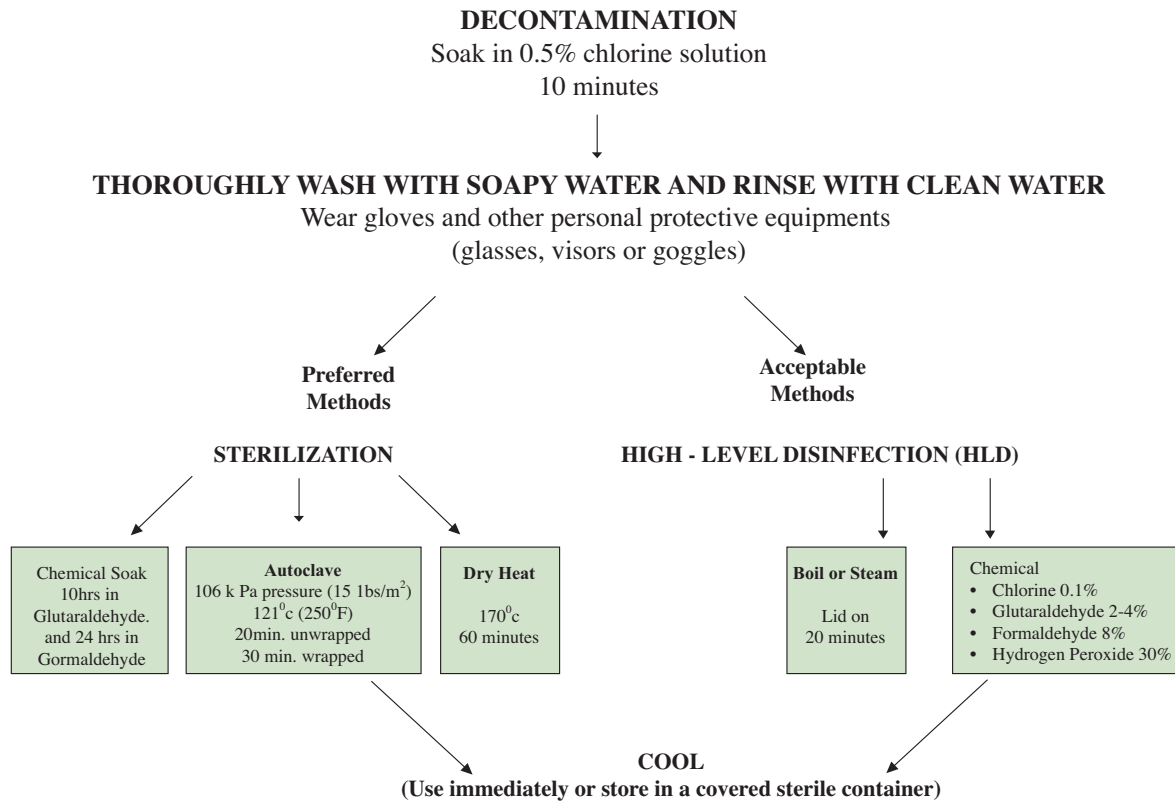 DECONTAMINATION
Soak in 0.5% chlorine solution
10 minutes
THOROUGHLY WASH WITH SOAPY WATER AND RINSE WITH CLEAN WATER
Wear gloves and other personal protective equipments
(glasses, visors or goggles)
Preferred
Methods
Acceptable
Methods
STERILIZATION
HIGH - LEVEL DISINFECTION (HLD)
Chemical Soak
10hrs in
Glutaraldehyde.
and 24 hrs in
Gormaldehyde
Autoclave
106 k Pa pressure (15 1bs/m²)
121⁰c (250⁰F)
20min. unwrapped
30 min. wrapped
Dry Heat
170⁰c
60 minutes
Boil or Steam
Lid on
20 minutes
Chemical
• Chlorine 0.1%
• Glutaraldehyde 2-4%
• Formaldehyde 8%
• Hydrogen Peroxide 30%
COOL
(Use immediately or store in a covered sterile container)